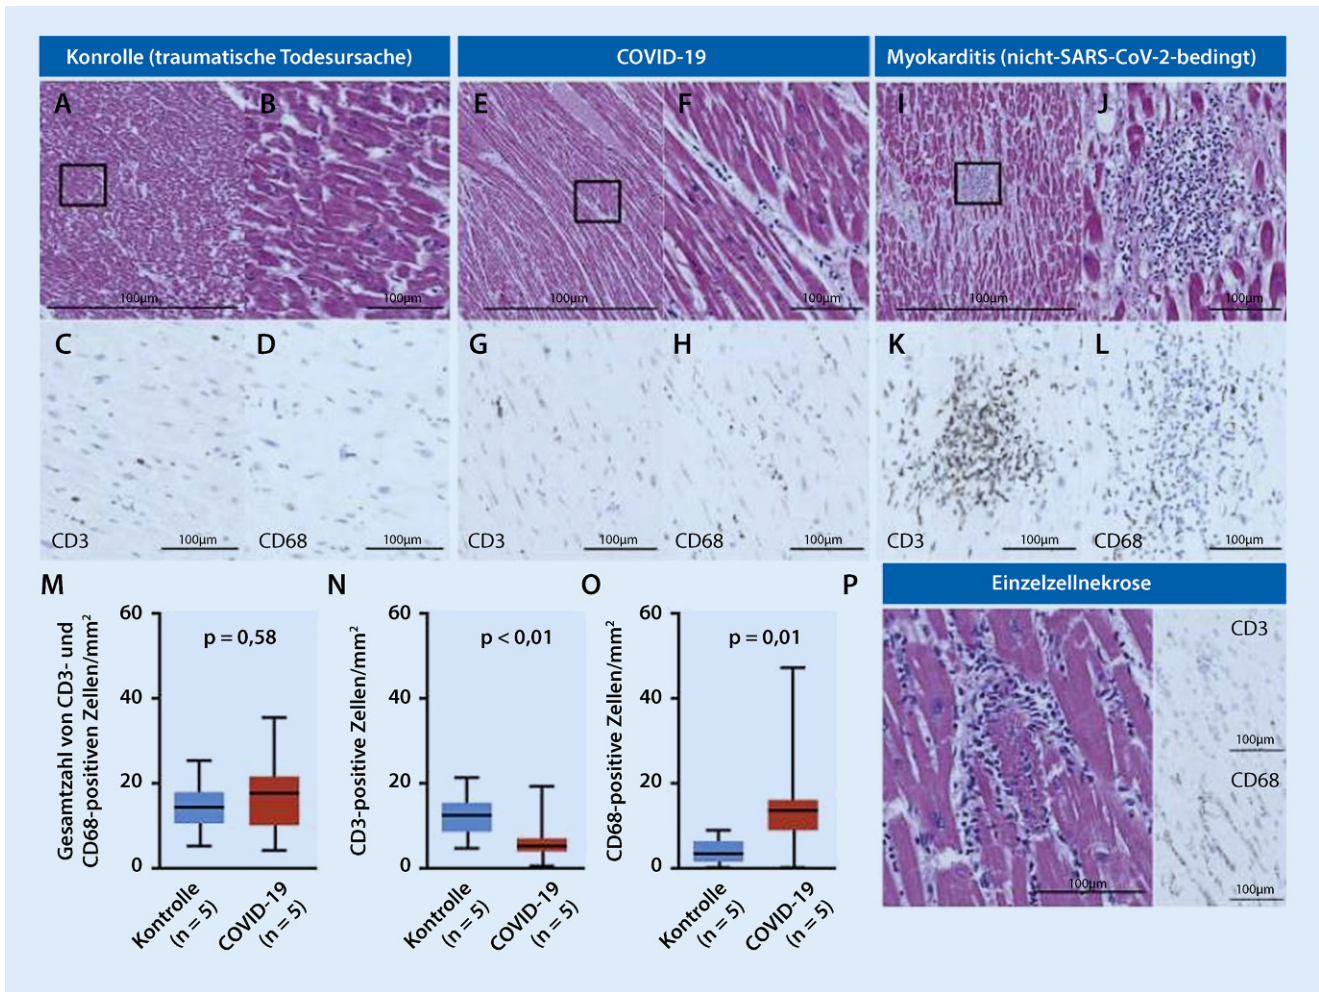 Konrolle (traumatische Todesursache)
COVID-19
Myokarditis (nicht-SARS-CoV-2-bedingt)
A
B
E
F
I
J
100µm
100µm
100µm
100µm
100µm
100µm
C
D
G
H
K
L
CD3
100µm
CD68
100µm
CD3
100µm
CD68
100µm
CD3
100µm
CD68
100µm
M
Gesamtzahl von CD3- und
CD68-positiven Zellen/mm²
60
40
20
0
p = 0,58
Kontrolle
(n = 5)
COVID-19
(n = 5)
N
CD3-positive Zellen/mm²
60
40
20
0
p < 0,01
Kontrolle
(n = 5)
COVID-19
(n = 5)
O
CD68-positive Zellen/mm²
60
40
20
0
p = 0,01
Kontrolle
(n = 5)
COVID-19
(n = 5)
P
Einzelzellnekrose
100µm
CD3
100µm
CD68
100µm